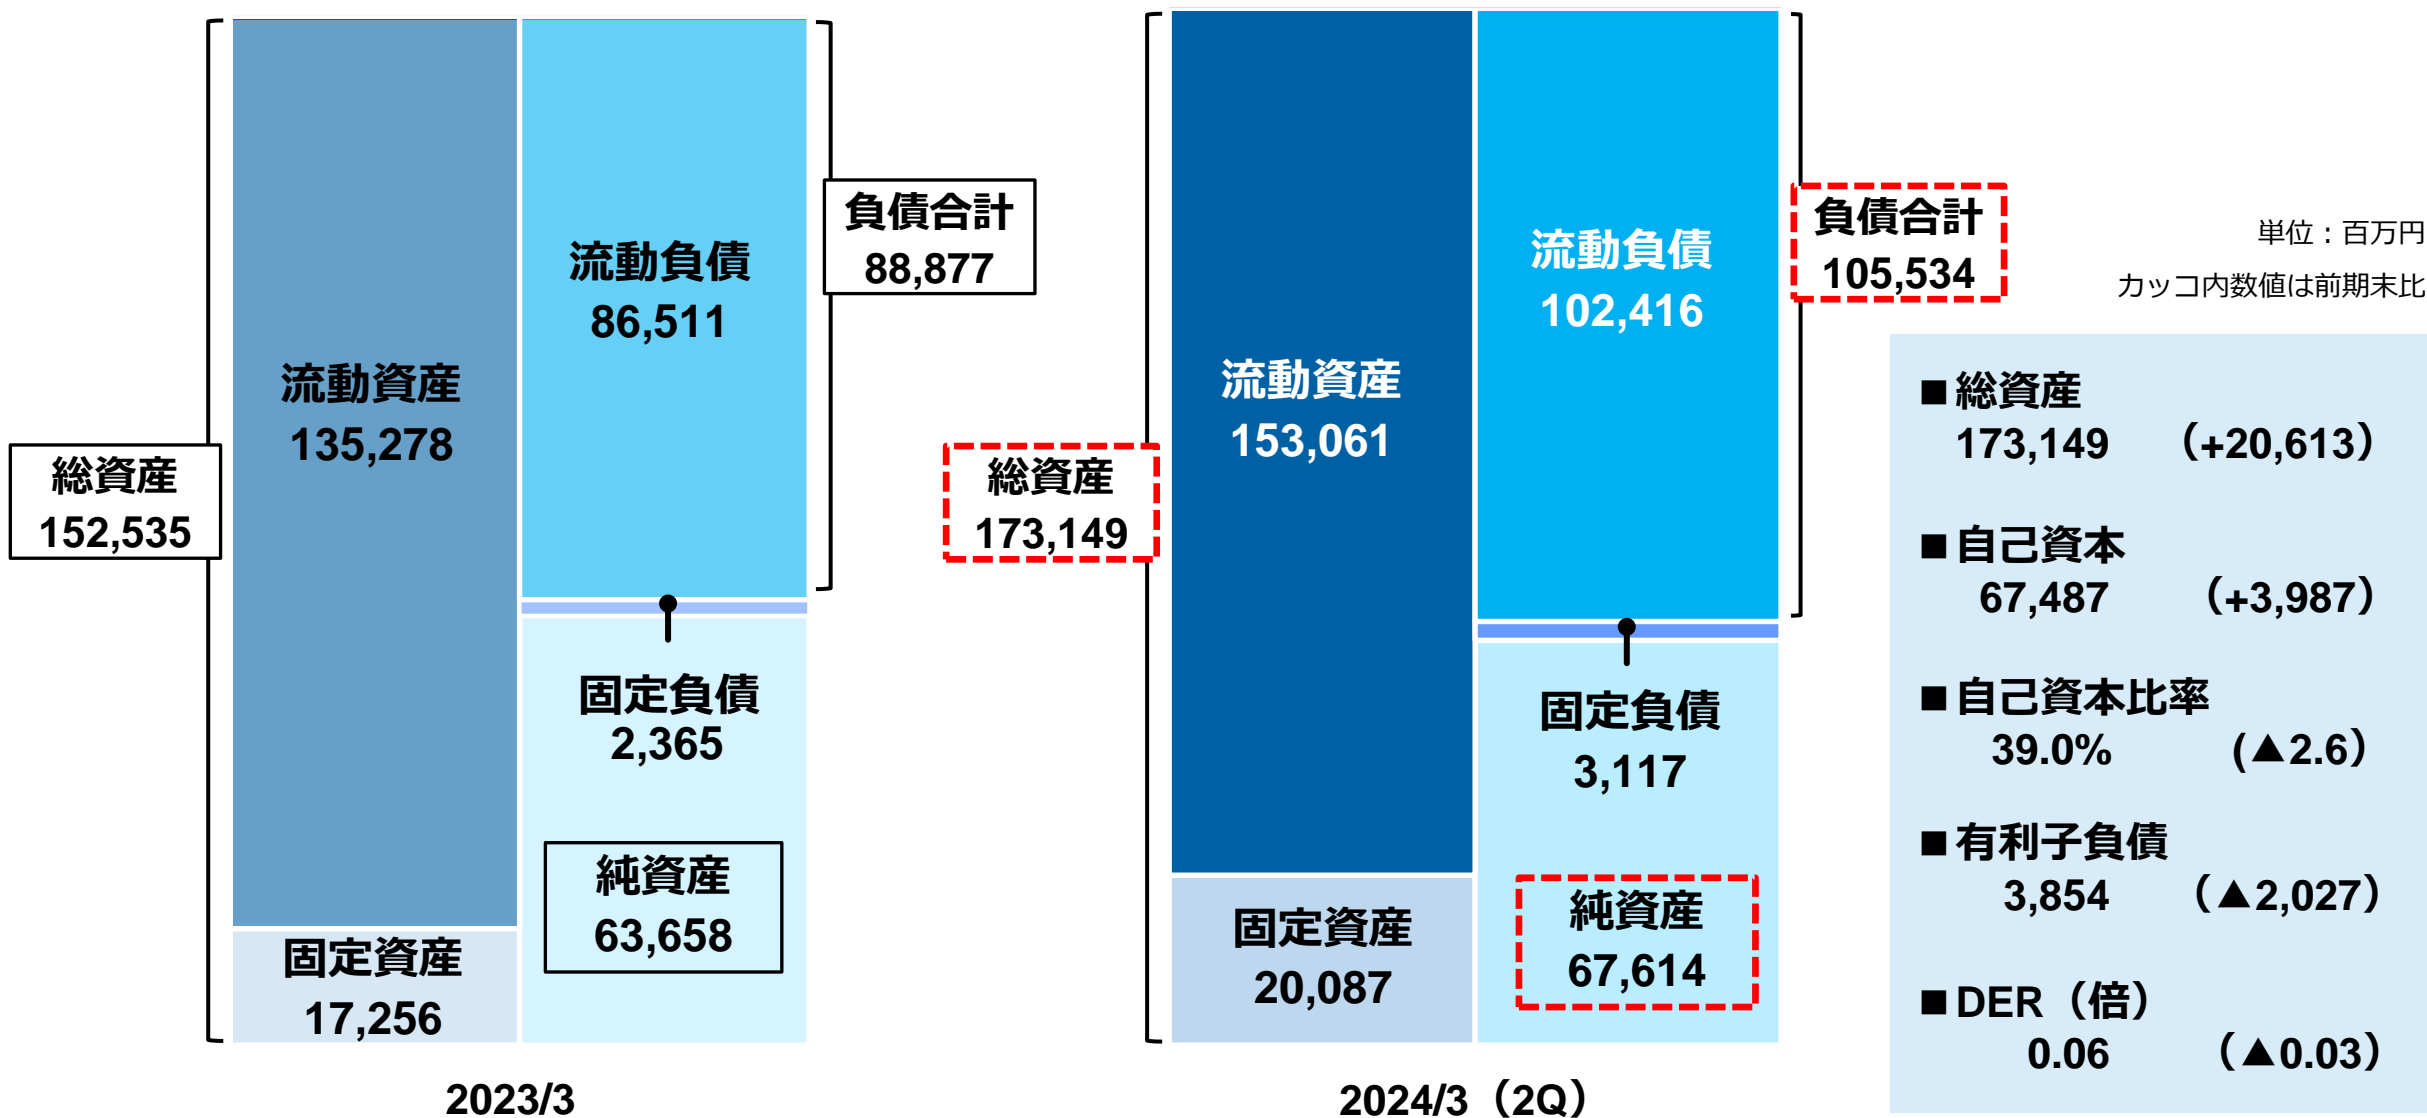 総資産
152,535
流動資産
135,278
固定資産
17,256
流動負債
86,511
固定負債
2,365
純資産
63,658
負債合計
88,877
2023/3
総資産
173,149
流動資産
153,061
固定資産
20,087
流動負債
102,416
固定負債
3,117
純資産
67,614
負債合計
105,534
2024/3（2Q）
単位：百万円
カッコ内数値は前期末比
■総資産
173,149 （+20,613）
■自己資本
67,487 （+3,987）
■自己資本比率
39.0% (▲2.6）
■有利子負債
3,854 （▲2,027）
■DER（倍）
0.06 （▲0.03）